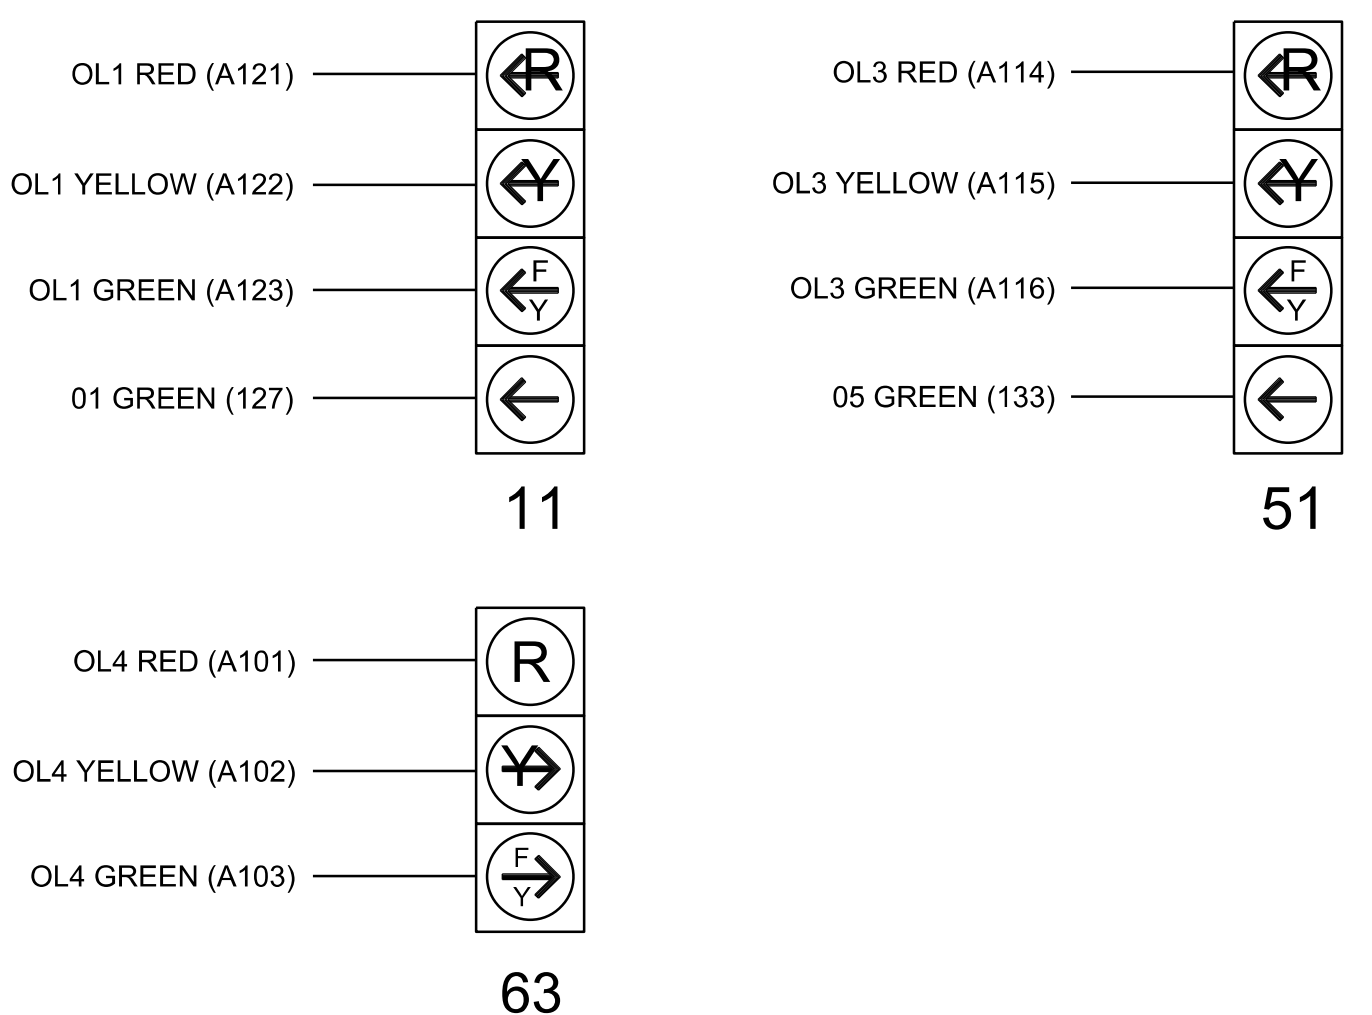 OL1 RED (A121)
R
OL1 YELLOW (A122)
Y
OL1 GREEN (A123)
F
Y
01 GREEN (127)
11
OL3 RED (A114)
R
OL3 YELLOW (A115)
Y
OL3 GREEN (A116)
F
Y
05 GREEN (133)
51
OL4 RED (A101)
R
OL4 YELLOW (A102)
Y
OL4 GREEN (A103)
F
Y
63